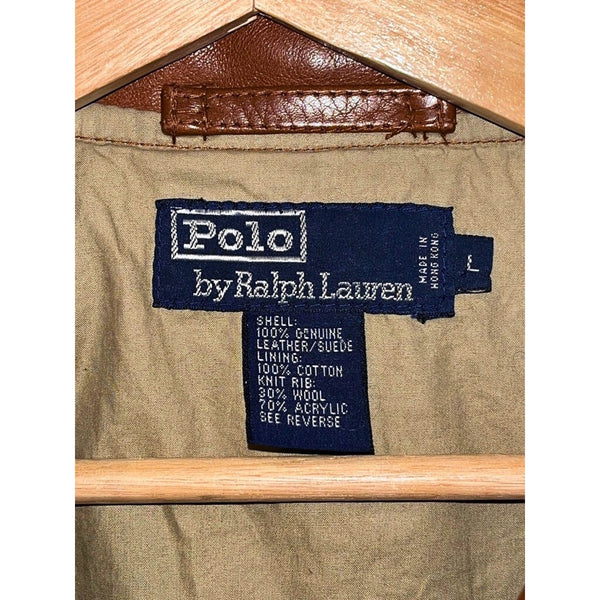 Polo
by Ralph Lauren
MADE IN
HONG KONG
L
SHELL:
100% GENUINE
LEATHER/SUEDE
LINING:
100% COTTON
KNIT RIB:
30% WOOL
70% ACRYLIC
SEE REVERSE